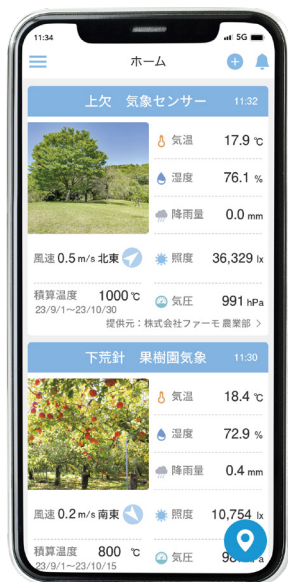 11:34
5G
ホーム
上欠 気象センサー 11:32
気温 17.9 ℃
湿度 76.1 %
降雨量 0.0 mm
風速 0.5 m/s 北東
照度 36,329 lx
積算温度 1000 ℃
23/9/1〜23/10/30
気圧 991 hPa
提供元：株式会社ファーモ 農業部 >
下荒針 果樹園気象 11:30
気温 18.4 ℃
湿度 72.9 %
降雨量 0.4 mm
風速 0.2 m/s 南東
照度 10,754 lx
積算温度 800 ℃
23/9/1〜23/10/15
気圧